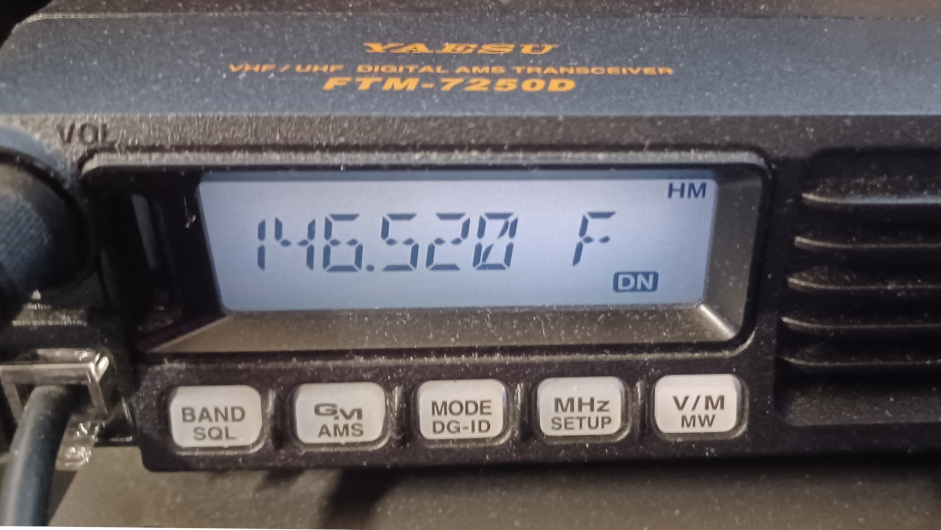 YAESU
VHF/UHF DIGITAL AMS TRANSCEIVER
FTM-7250D
VOL
HM
146.520 F
DN
BAND
SQL
GM
AMS
MODE
DG-ID
MHz
SETUP
V/M
MW